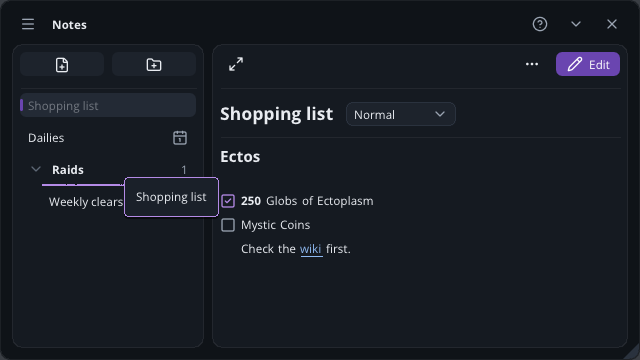 Notes
Edit
Shopping list
Dailies
Raids 1
Weekly clears
Shopping list
Shopping list
Normal
Ectos
250 Globs of Ectoplasm
Mystic Coins
Check the wiki first.